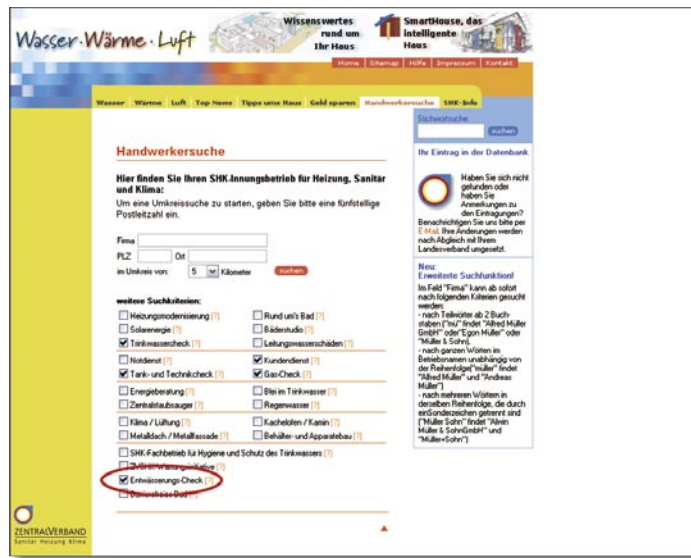 Wasser·Wärme·Luft
Wissenswertes
rund um
Ihr Haus
SmartHouse, das
intelligente
Haus
Home Sitemap Hilfe Impressum Kontakt
Wasser Wärme Luft Top News Tipps ums Haus Geld sparen Handwerkersuche SHK-Info
Handwerkersuche
Hier finden Sie Ihren SHK-Innungsbetrieb für Heizung, Sanitär
und Klima:
Um eine Umkreissuche zu starten, geben Sie bitte eine fünfstellige
Postleitzahl ein.
Firma
PLZ Ort
im Umkreis von: 5 Kilometer suchen
weitere Suchkriterien:
Heizungsmodernisierung [?] Rund um's Bad [?]
Solarenergie [?] Bäderstudio [?]
Trinkwassercheck [?] Leitungswasserschäden [?]
Notdienst [?] Kundendienst [?]
Tank- und Technikcheck [?] Gas-Check [?]
Energieberatung [?] Blei im Trinkwasser [?]
Zentralstaubsauger [?] Regenwasser [?]
Klima / Lüftung [?] Kachelofen / Kamin [?]
Metalldach / Metallfassade [?] Behälter- und Apparatebau [?]
SHK-Fachbetrieb für Hygiene und Schutz des Trinkwassers [?]
ZVSHK-Wartungsinitiative [?]
Entwässerungs-Check [?]
Barrierefreies Bad [?]
Stichwortsuche:
suchen
Ihr Eintrag in der Datenbank
Haben Sie sich nicht
gefunden oder
haben Sie
Anmerkungen zu
den Eintragungen?
Benachrichtigen Sie uns bitte per
E-Mail. Ihre Änderungen werden
nach Abgleich mit Ihrem
Landesverband umgesetzt.
Neu:
Erweiterte Suchfunktion!
Im Feld "Firma" kann ab sofort
nach folgenden Kriterien gesucht
werden:
- nach Teilwörter ab 2 Buch-
staben ("mü" findet "Alfred Müller
GmbH" oder"Egon Müller" oder
"Müller & Sohn),
- nach ganzen Wörtern im
Betriebsnamen unabhängig von
der Reihenfolge("müller" findet
"Alfred Müller" und "Andreas
Müller")
- nach mehreren Wörtern in
derselben Reihenfolge, die durch
einSonderzeichen getrennt sind
("Müller Sohn" findet "Alwin
Müller & SohnGmbH" und
"Müller+Sohn")
ZENTRALVERBAND
Sanitär Heizung Klima